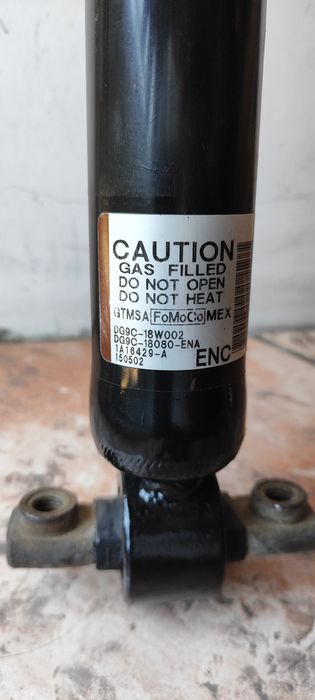 CAUTION
GAS FILLED
DO NOT OPEN
DO NOT HEAT
GTMSA FoMoCo MEX
DG9C-18W002
DG9C-18080-ENA
1A16429-A
150502
ENC